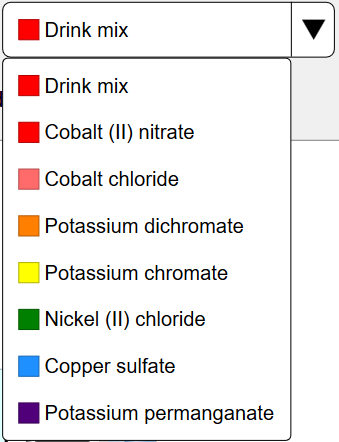 Drink mix
Drink mix
Cobalt (II) nitrate
Cobalt chloride
Potassium dichromate
Potassium chromate
Nickel (II) chloride
Copper sulfate
Potassium permanganate